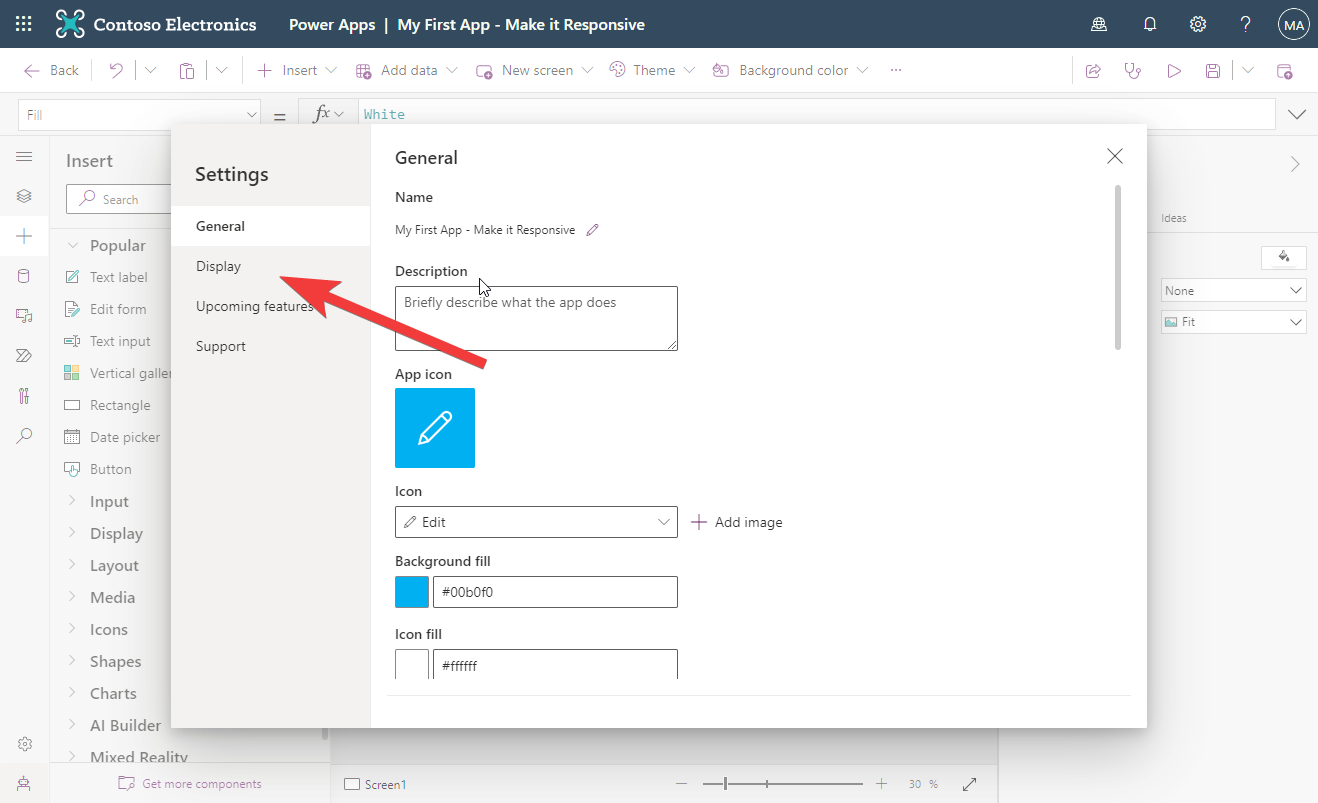 Contoso Electronics
Power Apps | My First App - Make it Responsive
MA
Back
Insert
Add data
New screen
Theme
Background color
Fill
=
fx
White
Insert
Search
Popular
Text label
Edit form
Text input
Vertical galler
Rectangle
Date picker
Button
Input
Display
Layout
Media
Icons
Shapes
Charts
AI Builder
Mixed Reality
Get more components
Settings
General
Display
Upcoming features
Support
General
Name
My First App - Make it Responsive
Description
Briefly describe what the app does
App icon
Icon
Edit
Add image
Background fill
#00b0f0
Icon fill
#ffffff
Ideas
None
Fit
Screen1
30 %